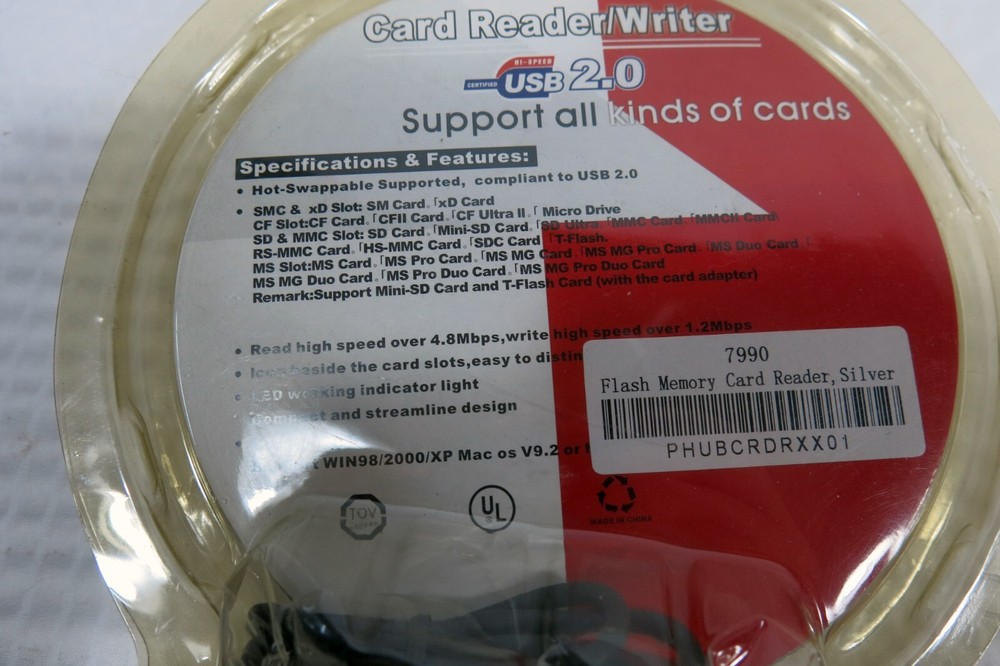 Card Reader/Writer
HI-SPEED
CERTIFIED USB 2.0
Support all kinds of cards
Specifications & Features:
• Hot-Swappable Supported, compliant to USB 2.0
• SMC & xD Slot: SM Card.「xD Card
CF Slot:CF Card.「CFII Card.「CF Ultra II.「Micro Drive
SD & MMC Slot: SD Card.「Mini-SD Card.「SD Ultra.「MMC Card.「MMCII Card
RS-MMC Card.「HS-MMC Card.「SDC Card.「T-Flash.
MS Slot:MS Card.「MS Pro Card.「MS MG Card.「MS MG Pro Card.「MS Duo Card.「
MS MG Duo Card.「MS Pro Duo Card.「MS MG Pro Duo Card
Remark:Support Mini-SD Card and T-Flash Card (with the card adapter)
• Read high speed over 4.8Mbps,write high speed over 1.2Mbps
• beside the card slots,easy to distin
• LED working indicator light
Compact and streamline design
WIN98/2000/XP Mac os V9.2 or
7990
Flash Memory Card Reader,Silver
PHUBCRDRXX01
TOV
UL
MADE IN CHINA